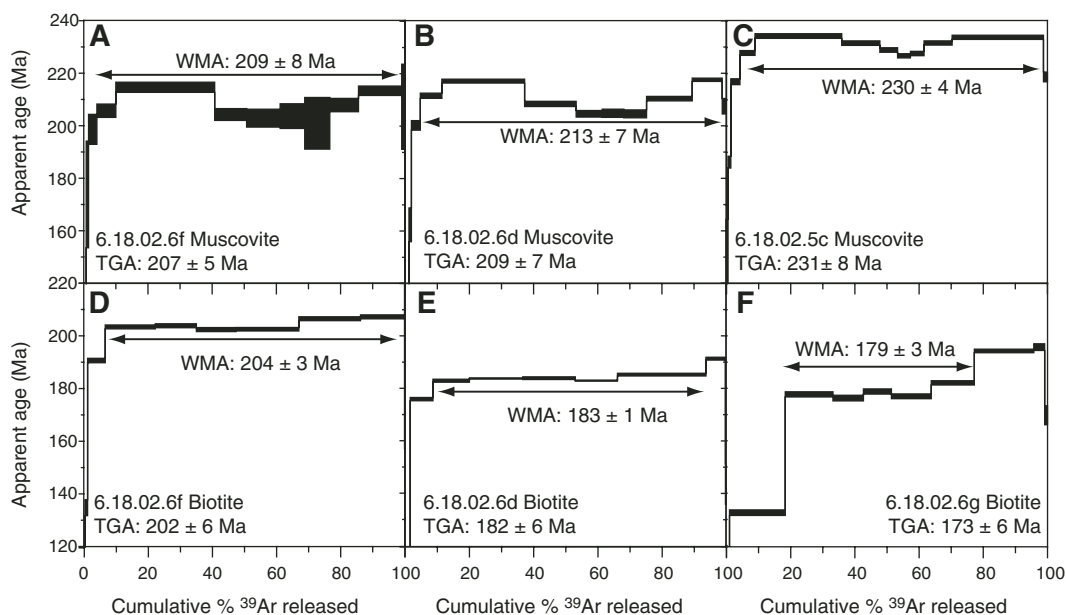 Apparent age (Ma)
240
220
200
180
160
220
A
WMA: 209 ± 8 Ma
6.18.02.6f Muscovite
TGA: 207 ± 5 Ma
B
WMA: 213 ± 7 Ma
6.18.02.6d Muscovite
TGA: 209 ± 7 Ma
C
WMA: 230 ± 4 Ma
6.18.02.5c Muscovite
TGA: 231± 8 Ma
Apparent age (Ma)
200
180
160
140
120
D
WMA: 204 ± 3 Ma
6.18.02.6f Biotite
TGA: 202 ± 6 Ma
E
WMA: 183 ± 1 Ma
6.18.02.6d Biotite
TGA: 182 ± 6 Ma
F
WMA: 179 ± 3 Ma
6.18.02.6g Biotite
TGA: 173 ± 6 Ma
0 20 40 60 80 100 20 40 60 80 100 20 40 60 80 100
Cumulative % ³⁹Ar released
Cumulative % ³⁹Ar released
Cumulative % ³⁹Ar released